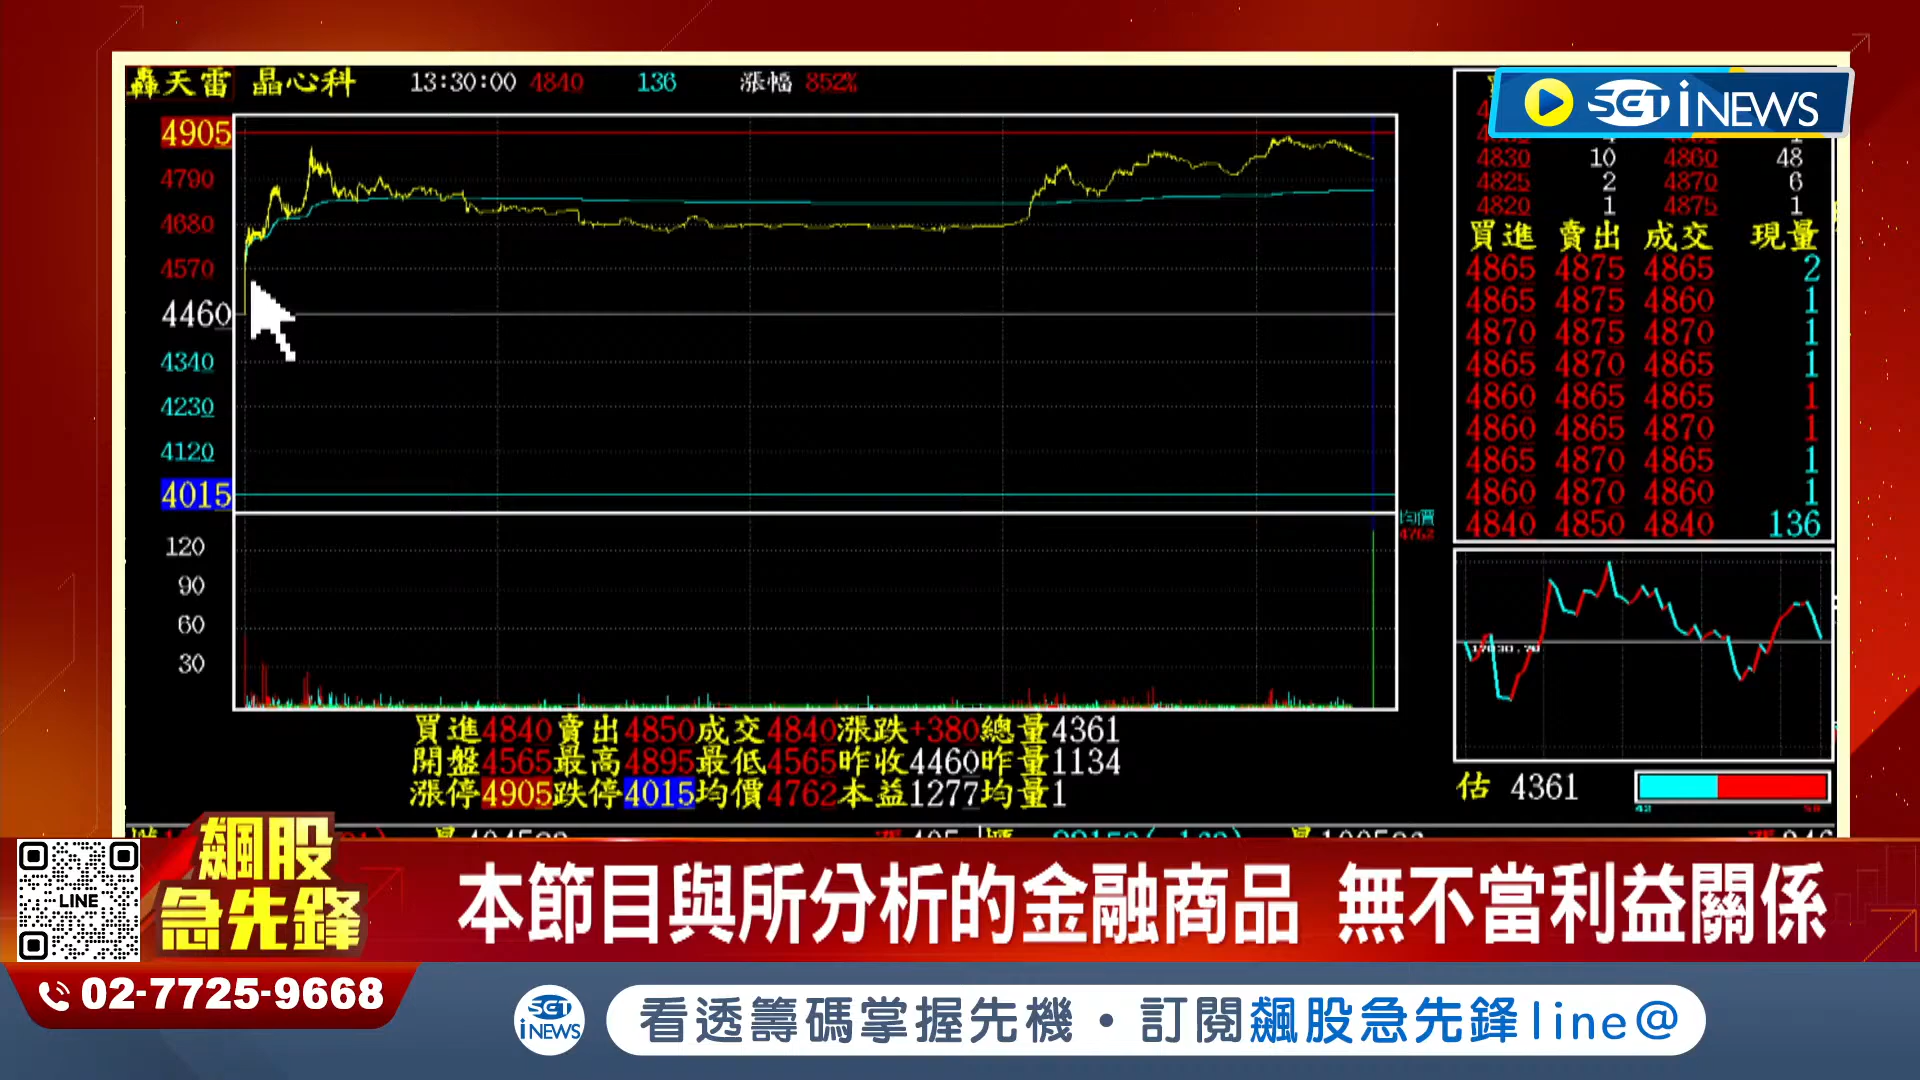 轟天雷 晶心科 13:30:00 4840 136 漲幅 852%
SET iNEWS
4905
4790
4680
4570
4460
4340
4230
4120
4015
120
90
60
30
均價
4762
4830 10 4860 48
4825 2 4870 6
4820 1 4875 1
買進 賣出 成交 現量
4865 4875 4865 2
4865 4875 4860 1
4870 4875 4870 1
4865 4870 4865 1
4860 4865 4865 1
4860 4865 4870 1
4865 4870 4865 1
4860 4870 4860 1
4840 4850 4840 136
估 4361
買進4840賣出4850成交4840漲跌+380總量4361
開盤4565最高4895最低4565昨收4460昨量1134
漲停4905跌停4015均價4762本益1277均量1
飆股
急先鋒
LINE
本節目與所分析的金融商品 無不當利益關係
02-7725-9668
SET iNEWS
看透籌碼掌握先機・訂閱飆股急先鋒line@